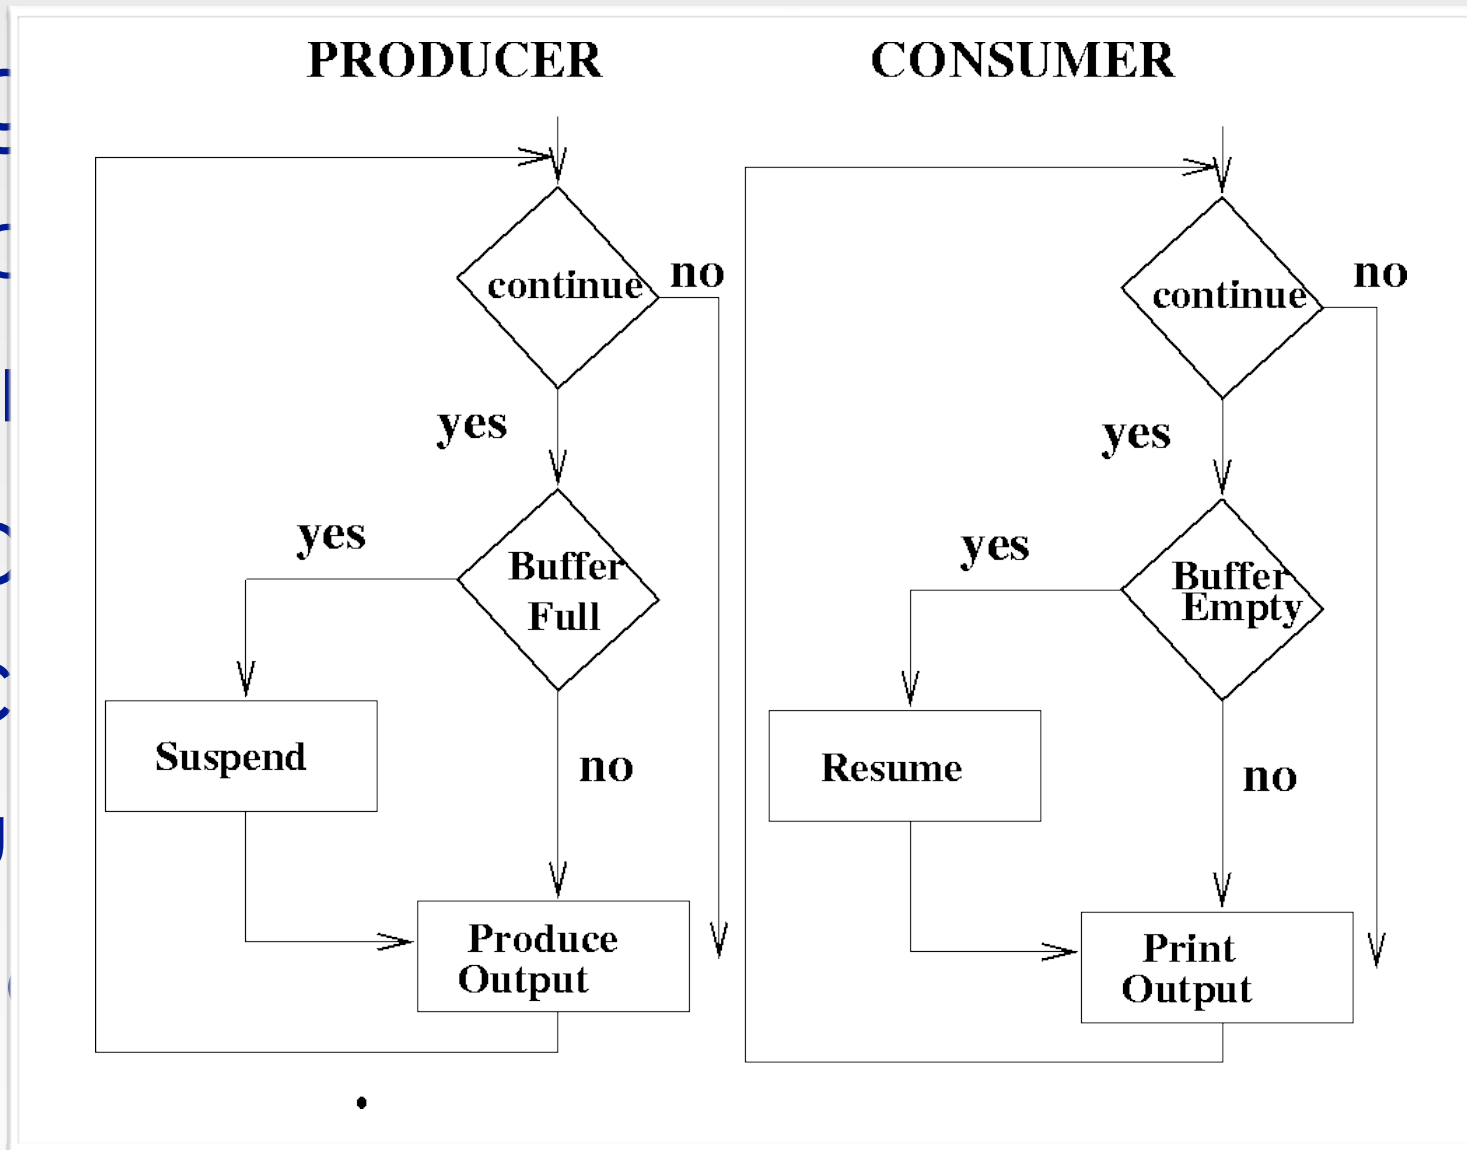 PRODUCER
continue
no
yes
yes
Buffer
Full
Suspend
no
Produce
Output
CONSUMER
continue
no
yes
yes
Buffer
Empty
Resume
no
Print
Output